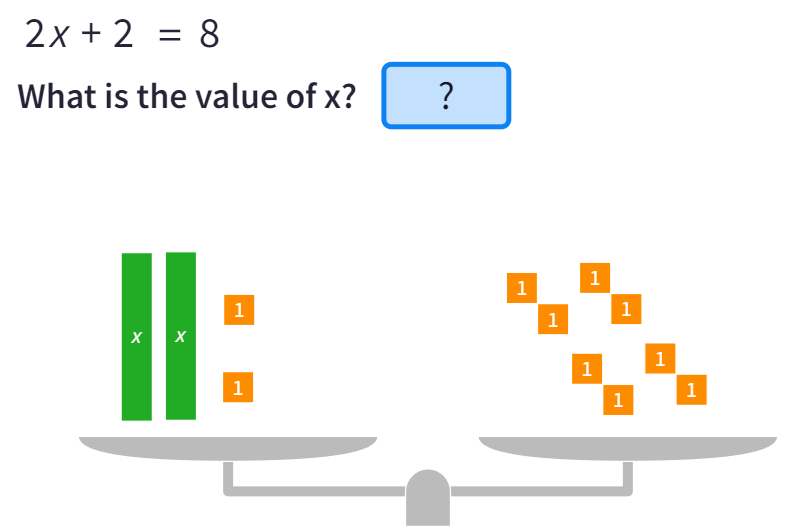 2x + 2 = 8
What is the value of x? ?
1 1
1 1
x x 1 1
1 1
1 1